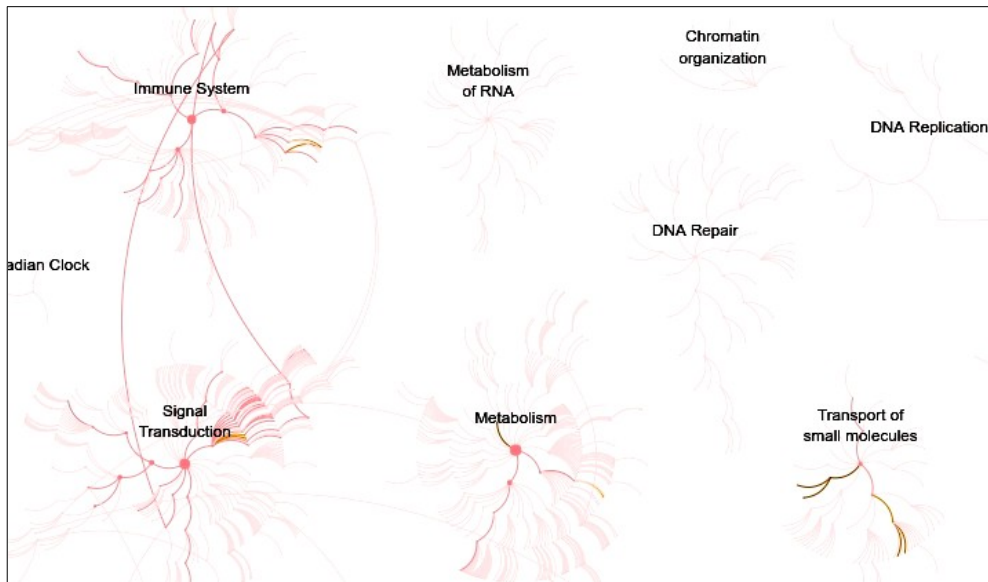 Immune System
Metabolism
of RNA
Chromatin
organization
DNA Replication
DNA Repair
adian Clock
Signal
Transduction
Metabolism
Transport of
small molecules